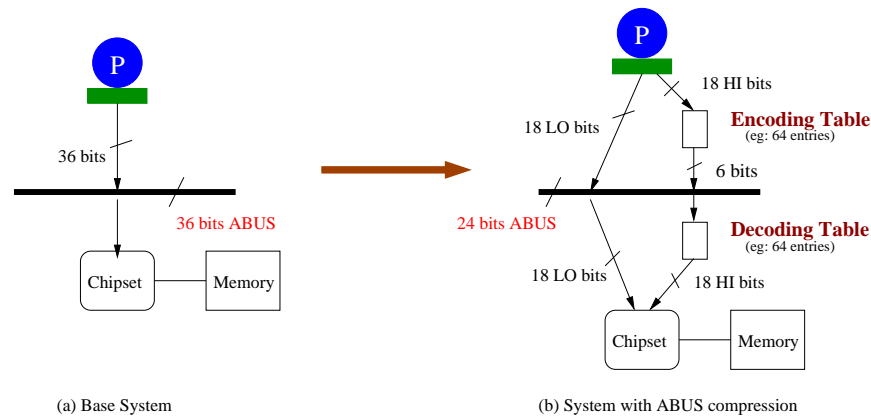 P
36 bits
36 bits ABUS
Chipset
Memory
(a) Base System
P
18 HI bits
18 LO bits
Encoding Table
(eg: 64 entries)
6 bits
24 bits ABUS
Decoding Table
(eg: 64 entries)
18 LO bits
18 HI bits
Chipset
Memory
(b) System with ABUS compression